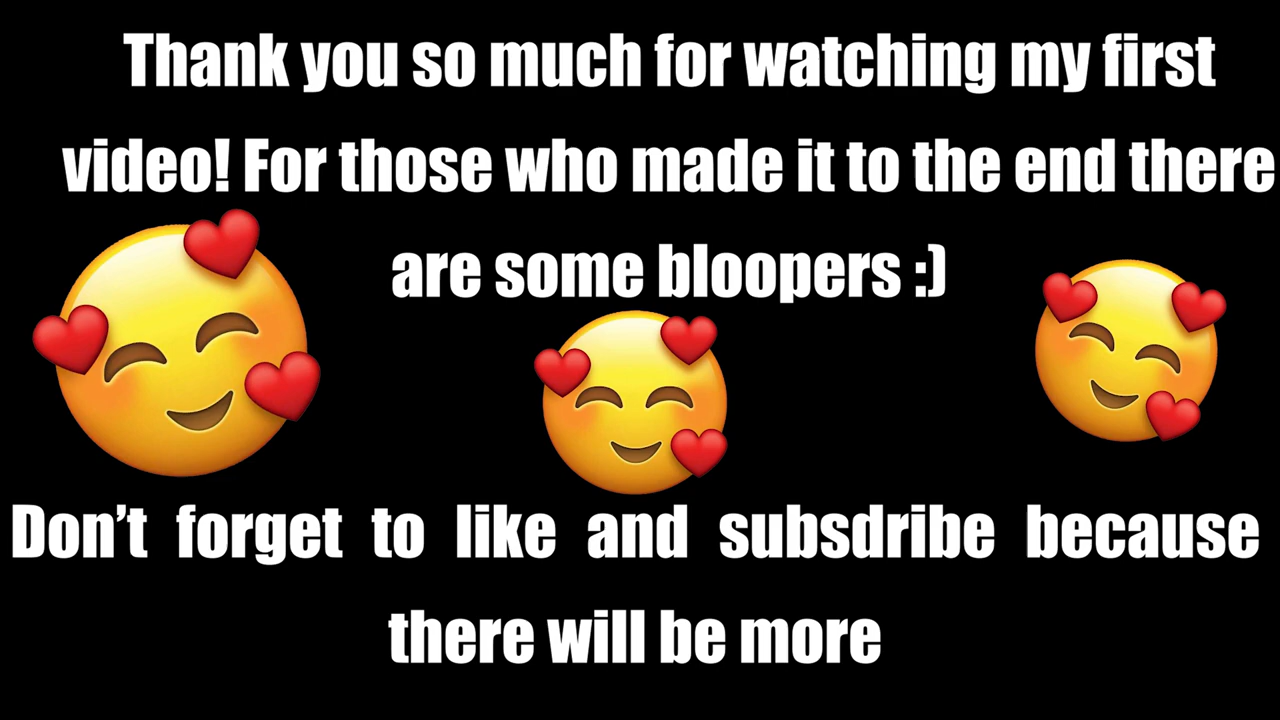 Thank you so much for watching my first
video! For those who made it to the end there
are some bloopers :)
Don’t forget to like and subsdribe because
there will be more